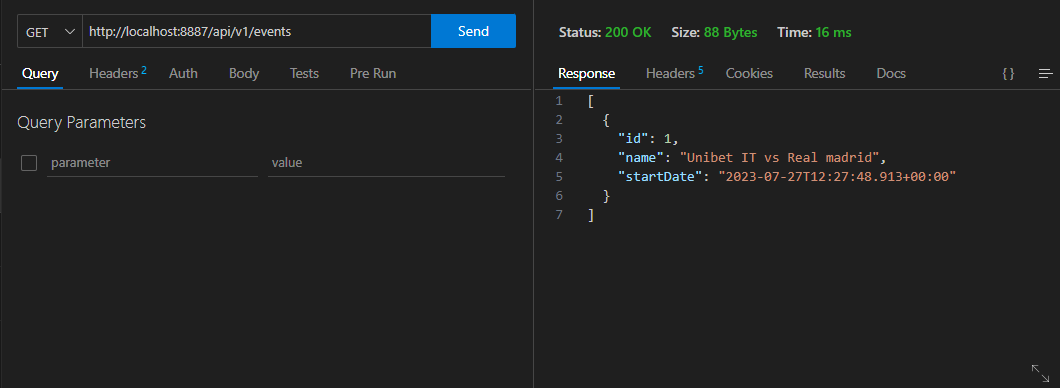 GET http://localhost:8887/api/v1/events Send
Query Headers 2 Auth Body Tests Pre Run
Query Parameters
parameter value
Status: 200 OK Size: 88 Bytes Time: 16 ms
Response Headers 5 Cookies Results Docs { }
1 [
2 {
3 "id": 1,
4 "name": "Unibet IT vs Real madrid",
5 "startDate": "2023-07-27T12:27:48.913+00:00"
6 }
7 ]